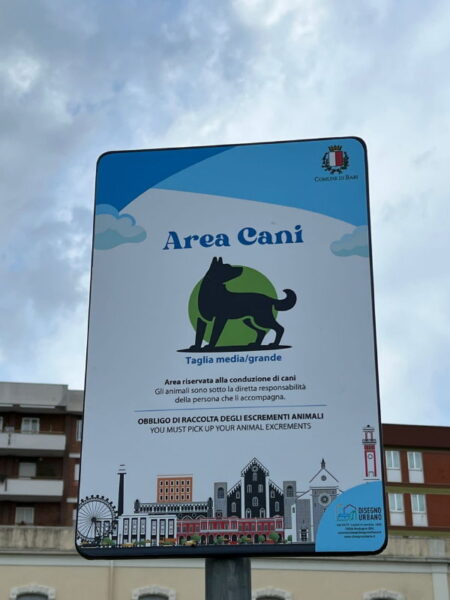 COMUNE DI BARI
Area Cani
Taglia media/grande
Area riservata alla conduzione di cani
Gli animali sono sotto la diretta responsabilità
della persona che li accompagna.
OBBLIGO DI RACCOLTA DEGLI ESCREMENTI ANIMALI
YOU MUST PICK UP YOUR ANIMAL EXCREMENTS
DISEGNO
URBANO